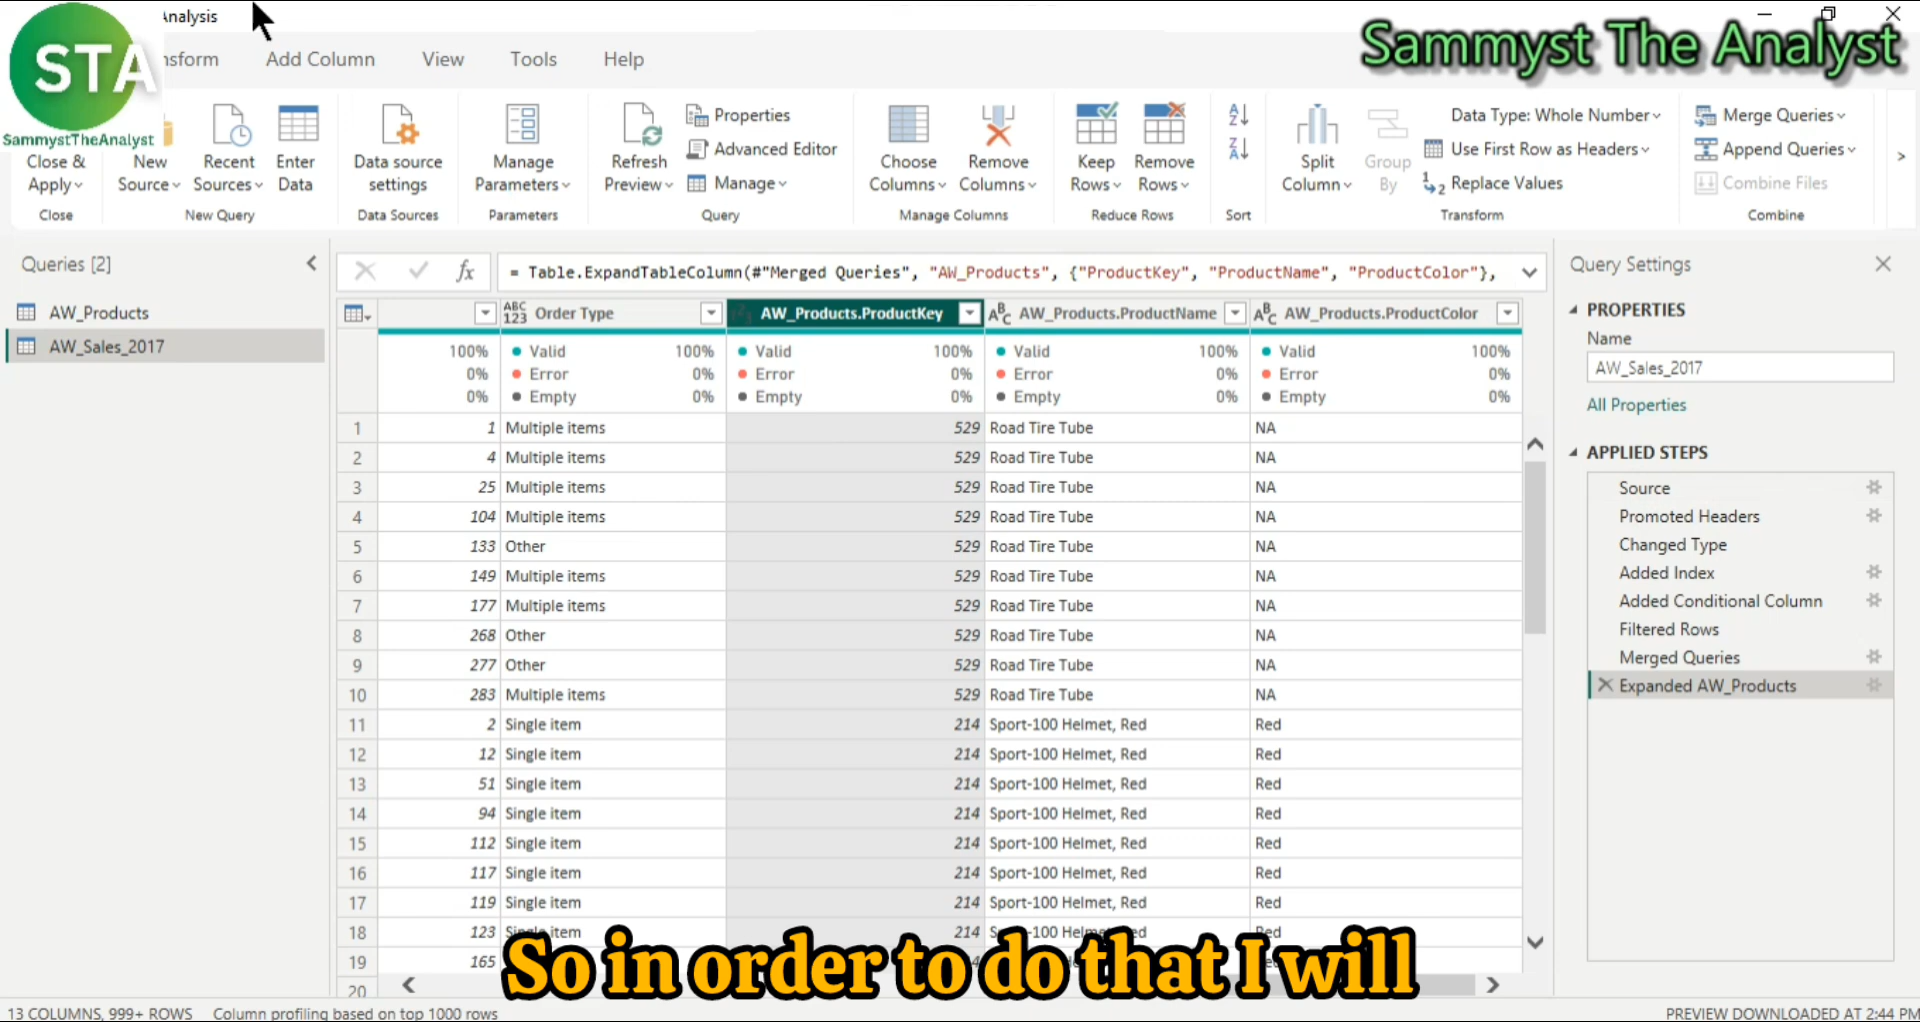 Analysis
STA
SammystTheAnalyst
Sammyst The Analyst
nsform
Add Column
View
Tools
Help
Close & Apply
New Source
Recent Sources
Enter Data
Data source settings
Manage Parameters
Refresh Preview
Properties
Advanced Editor
Manage
Choose Columns
Remove Columns
Keep Rows
Remove Rows
Split Column
Group By
Data Type: Whole Number
Use First Row as Headers
Replace Values
Merge Queries
Append Queries
Combine Files
Close
New Query
Data Sources
Parameters
Query
Manage Columns
Reduce Rows
Sort
Transform
Combine
Queries [2]
AW_Products
AW_Sales_2017
fx
= Table.ExpandTableColumn(#"Merged Queries", "AW_Products", {"ProductKey", "ProductName", "ProductColor"},
ABC 123 Order Type AW_Products.ProductKey ABC AW_Products.ProductName ABC AW_Products.ProductColor
100% Valid 100% Valid 100% Valid 100% Valid 100%
0% Error 0% Error 0% Error 0% Error 0%
0% Empty 0% Empty 0% Empty 0% Empty 0%
1 1 Multiple items 529 Road Tire Tube NA
2 4 Multiple items 529 Road Tire Tube NA
3 25 Multiple items 529 Road Tire Tube NA
4 104 Multiple items 529 Road Tire Tube NA
5 133 Other 529 Road Tire Tube NA
6 149 Multiple items 529 Road Tire Tube NA
7 177 Multiple items 529 Road Tire Tube NA
8 268 Other 529 Road Tire Tube NA
9 277 Other 529 Road Tire Tube NA
10 283 Multiple items 529 Road Tire Tube NA
11 2 Single item 214 Sport-100 Helmet, Red Red
12 12 Single item 214 Sport-100 Helmet, Red Red
13 51 Single item 214 Sport-100 Helmet, Red Red
14 94 Single item 214 Sport-100 Helmet, Red Red
15 112 Single item 214 Sport-100 Helmet, Red Red
16 117 Single item 214 Sport-100 Helmet, Red Red
17 119 Single item 214 Sport-100 Helmet, Red Red
18 123 Single item 214 -100 Helmet, Red Red
19 165
20
So in order to do that I will
Query Settings
PROPERTIES
Name
AW_Sales_2017
All Properties
APPLIED STEPS
Source
Promoted Headers
Changed Type
Added Index
Added Conditional Column
Filtered Rows
Merged Queries
Expanded AW_Products
13 COLUMNS, 999+ ROWS Column profiling based on top 1000 rows
PREVIEW DOWNLOADED AT 2:44 PM